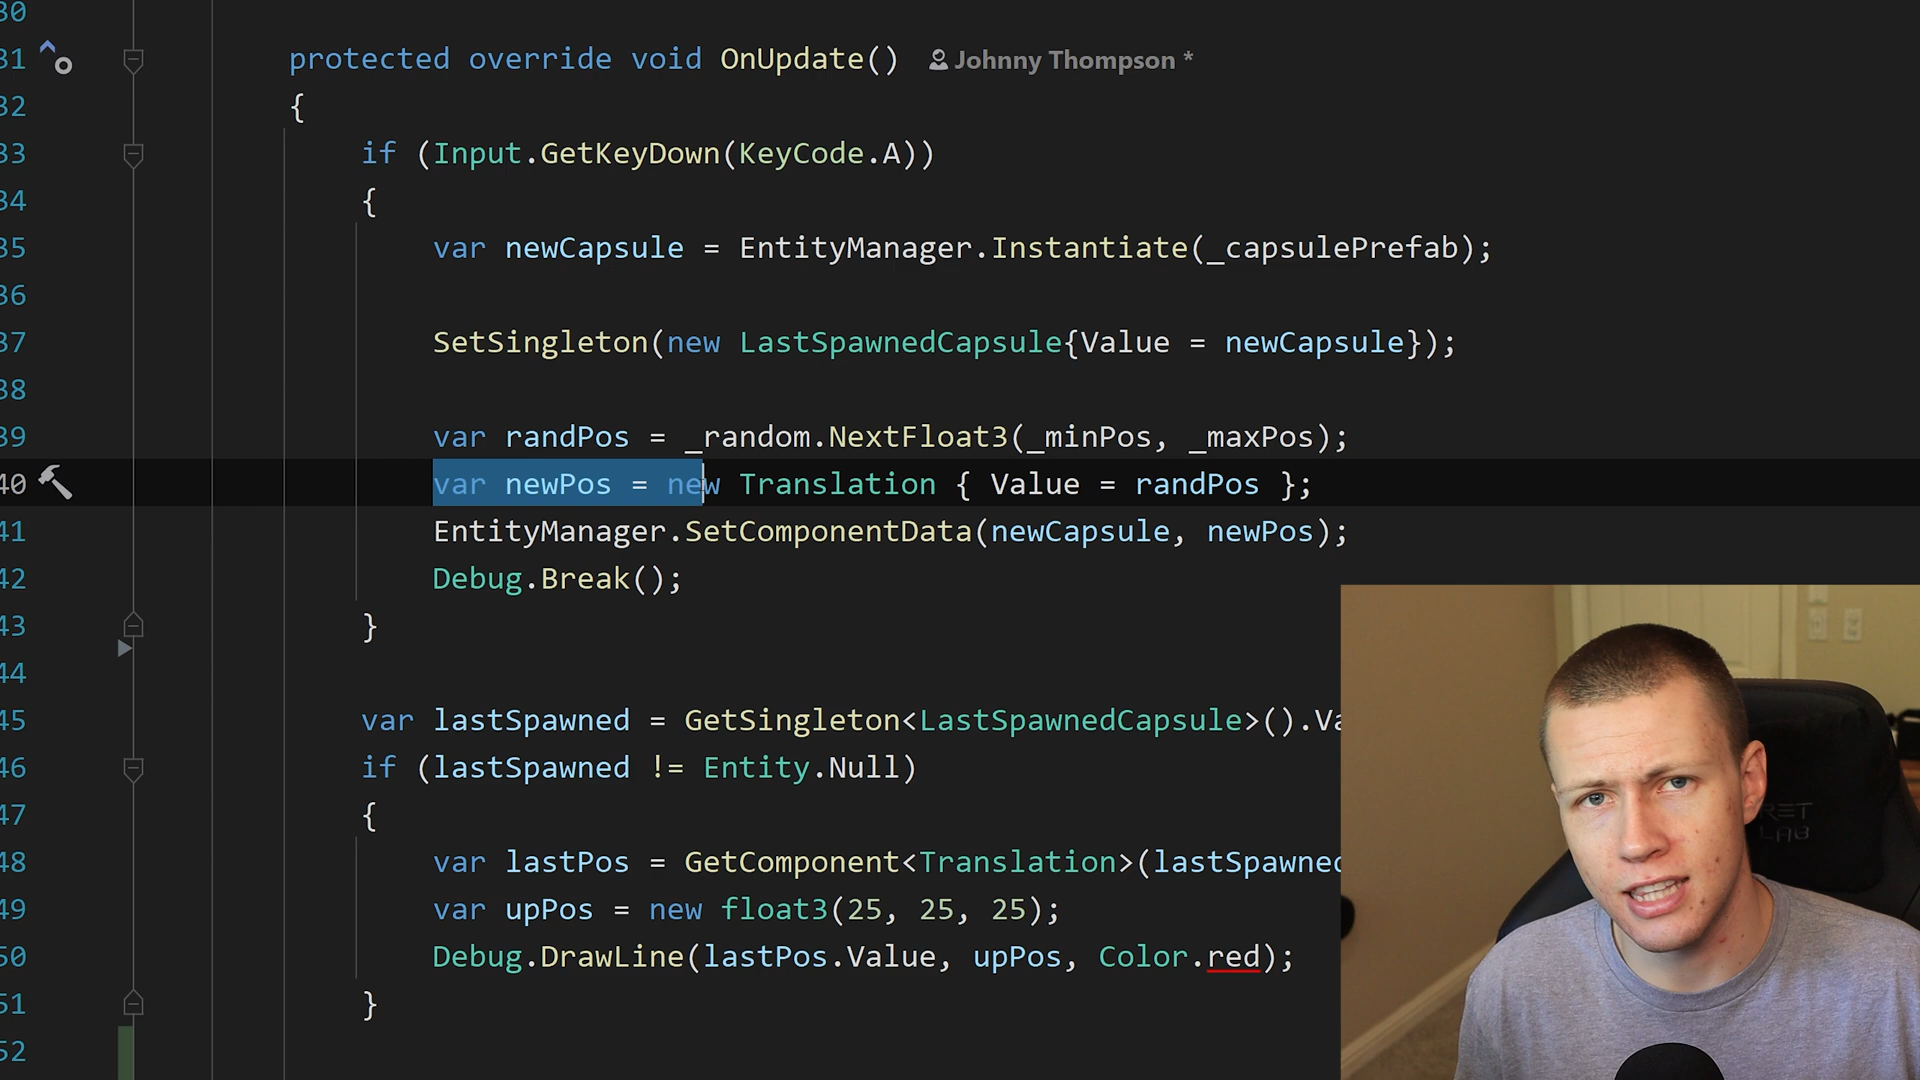 30
31 protected override void OnUpdate() Johnny Thompson *
32 {
33 if (Input.GetKeyDown(KeyCode.A))
34 {
35 var newCapsule = EntityManager.Instantiate(_capsulePrefab);
36
37 SetSingleton(new LastSpawnedCapsule{Value = newCapsule});
38
39 var randPos = _random.NextFloat3(_minPos, _maxPos);
40 var newPos = new Translation { Value = randPos };
41 EntityManager.SetComponentData(newCapsule, newPos);
42 Debug.Break();
43 }
44
45 var lastSpawned = GetSingleton<LastSpawnedCapsule>().Va
46 if (lastSpawned != Entity.Null)
47 {
48 var lastPos = GetComponent<Translation>(lastSpawned
49 var upPos = new float3(25, 25, 25);
50 Debug.DrawLine(lastPos.Value, upPos, Color.red);
51 }
52